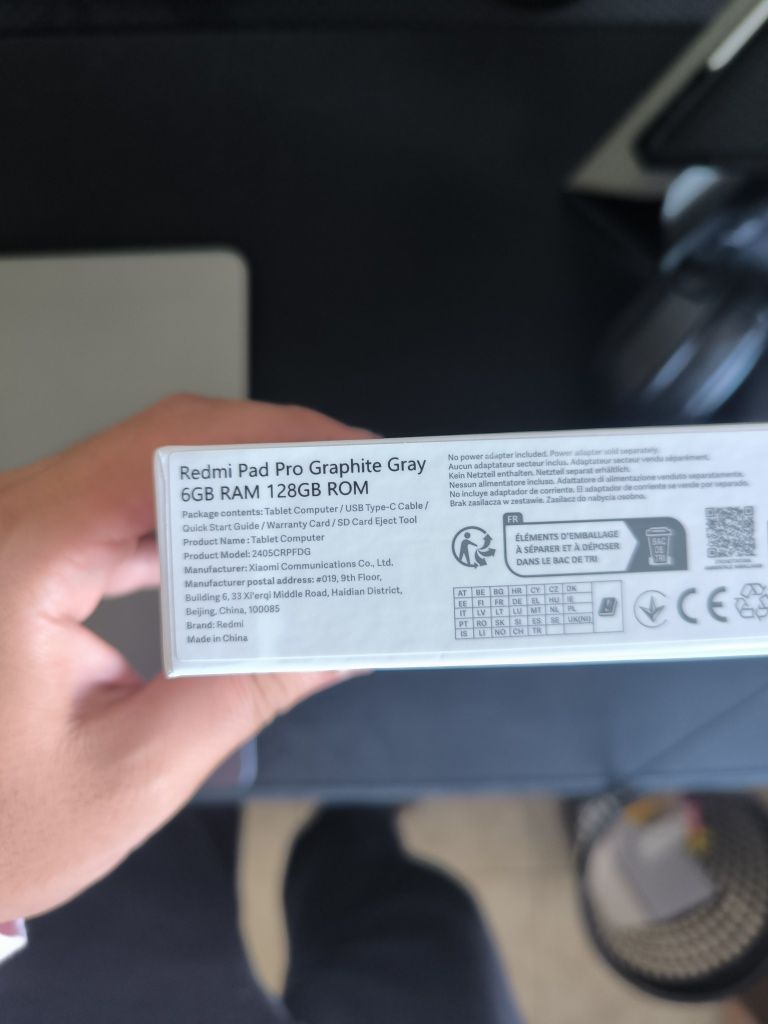 Redmi Pad Pro Graphite Gray
6GB RAM 128GB ROM
Package contents: Tablet Computer / USB Type-C Cable /
Quick Start Guide / Warranty Card / SD Card Eject Tool
Product Name : Tablet Computer
Product Model: 2405CRPFDG
Manufacturer: Xiaomi Communications Co., Ltd.
Manufacturer postal address: #019, 9th Floor,
Building 6, 33 Xi'erqi Middle Road, Haidian District,
Beijing, China, 100085
Brand: Redmi
Made in China
No power adapter included. Power adapter sold separately.
Aucun adaptateur secteur inclus. Adaptateur secteur vendu séparément.
Kein Netzteil enthalten. Netzteil separat erhältlich.
Nessun alimentatore incluso. Adattatore di alimentazione venduto separatamente.
No incluye adaptador de corriente. El adaptador de corriente se vende por separado.
Brak zasilacza w zestawie. Zasilacz do nabycia osobno.
FR
ÉLÉMENTS D'EMBALLAGE
À SÉPARER ET À DÉPOSER
DANS LE BAC DE TRI
BAC
DE
TRI
AT BE BG HR CY CZ DK
EE FI FR DE EL HU IE
IT LV LT LU MT NL PL
PT RO SK SI ES SE UK(NI)
IS LI NO CH TR
CE